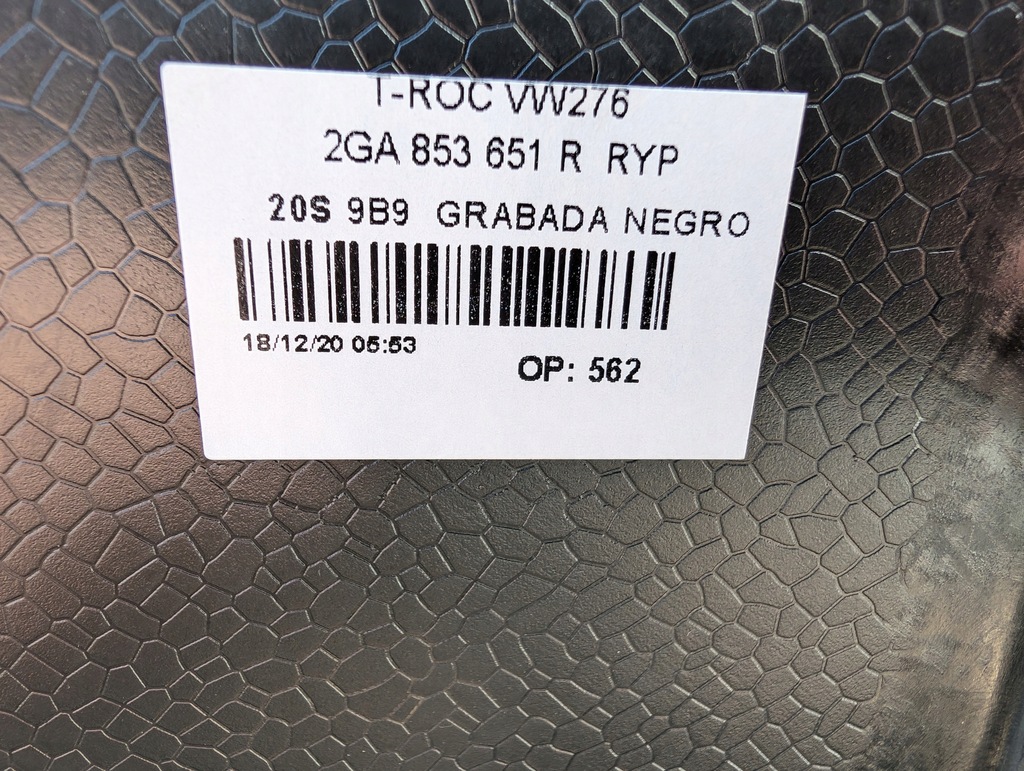 T-ROC VW276
2GA 853 651 R RYP
20S 9B9 GRABADA NEGRO
18/12/20 05:53
OP: 562